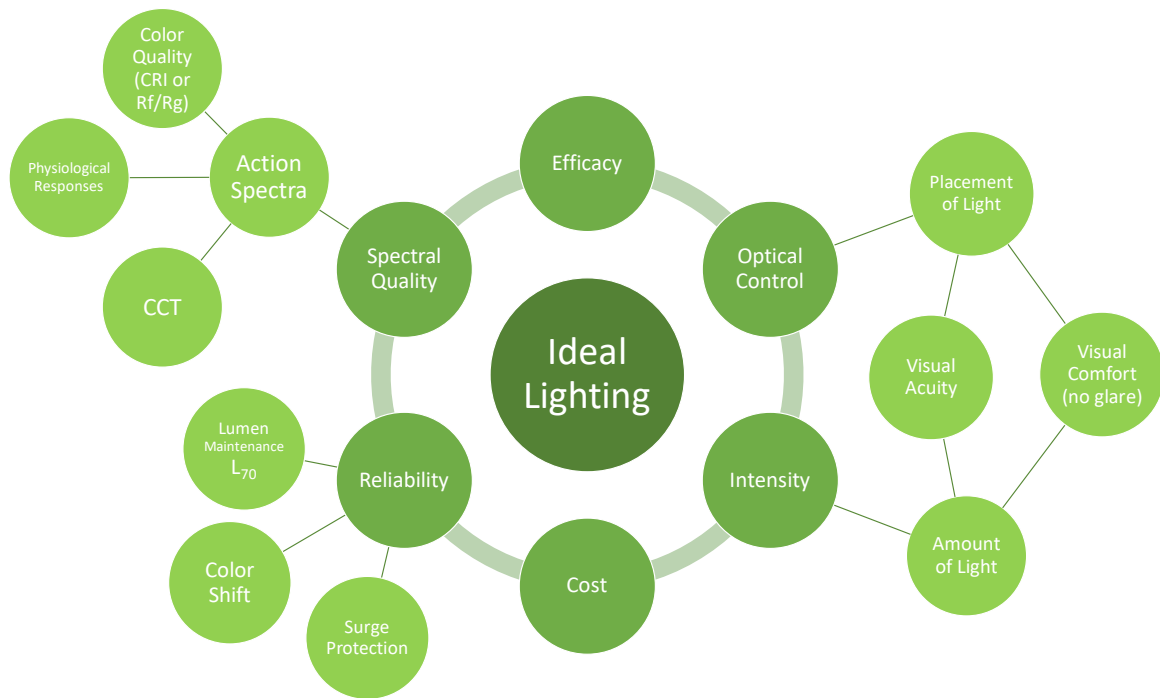 Color
Quality
(CRI or
Rf/Rg)
Physiological
Responses
Action
Spectra
CCT
Spectral
Quality
Efficacy
Optical
Control
Placement
of Light
Visual
Acuity
Visual
Comfort
(no glare)
Ideal
Lighting
Lumen
Maintenance
L₇₀
Reliability
Color
Shift
Surge
Protection
Cost
Intensity
Amount
of Light